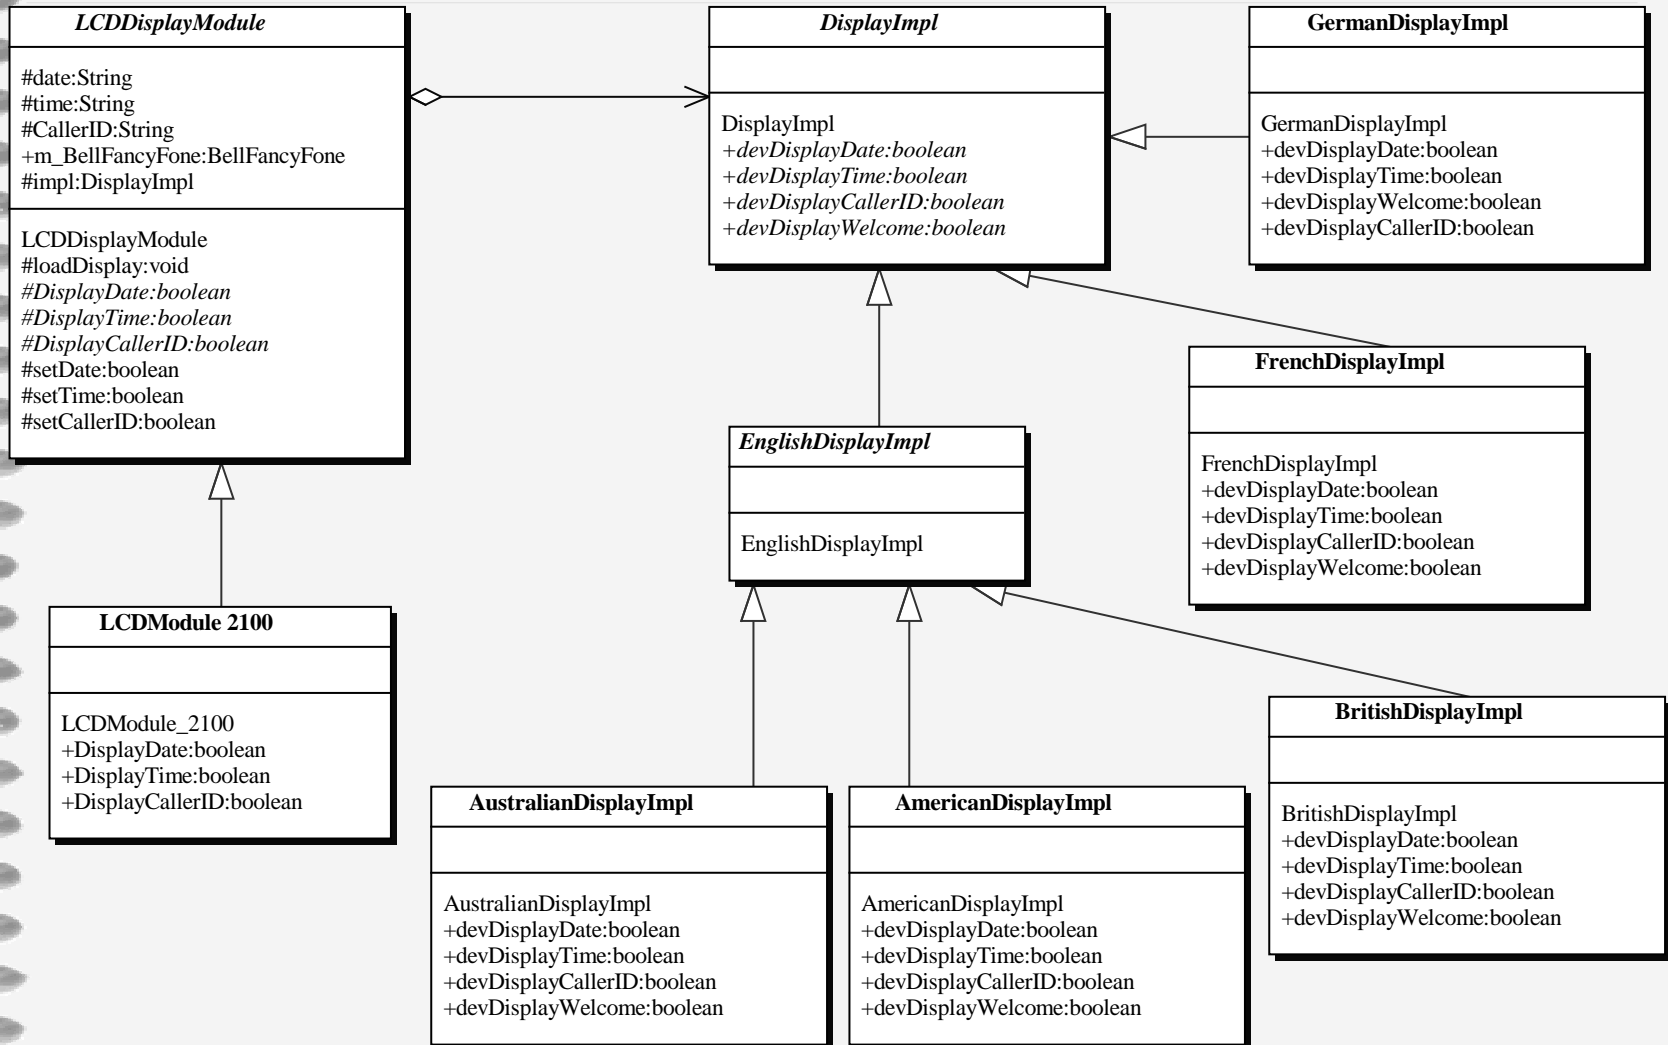 LCDDisplayModule
#date:String
#time:String
#CallerID:String
+m_BellFancyFone:BellFancyFone
#impl:DisplayImpl
LCDDisplayModule
#loadDisplay:void
#DisplayDate:boolean
#DisplayTime:boolean
#DisplayCallerID:boolean
#setDate:boolean
#setTime:boolean
#setCallerID:boolean
DisplayImpl
DisplayImpl
+devDisplayDate:boolean
+devDisplayTime:boolean
+devDisplayCallerID:boolean
+devDisplayWelcome:boolean
GermanDisplayImpl
GermanDisplayImpl
+devDisplayDate:boolean
+devDisplayTime:boolean
+devDisplayWelcome:boolean
+devDisplayCallerID:boolean
FrenchDisplayImpl
FrenchDisplayImpl
+devDisplayDate:boolean
+devDisplayTime:boolean
+devDisplayCallerID:boolean
+devDisplayWelcome:boolean
EnglishDisplayImpl
EnglishDisplayImpl
LCDModule 2100
LCDModule_2100
+DisplayDate:boolean
+DisplayTime:boolean
+DisplayCallerID:boolean
AustralianDisplayImpl
AustralianDisplayImpl
+devDisplayDate:boolean
+devDisplayTime:boolean
+devDisplayCallerID:boolean
+devDisplayWelcome:boolean
AmericanDisplayImpl
AmericanDisplayImpl
+devDisplayDate:boolean
+devDisplayTime:boolean
+devDisplayCallerID:boolean
+devDisplayWelcome:boolean
BritishDisplayImpl
BritishDisplayImpl
+devDisplayDate:boolean
+devDisplayTime:boolean
+devDisplayCallerID:boolean
+devDisplayWelcome:boolean